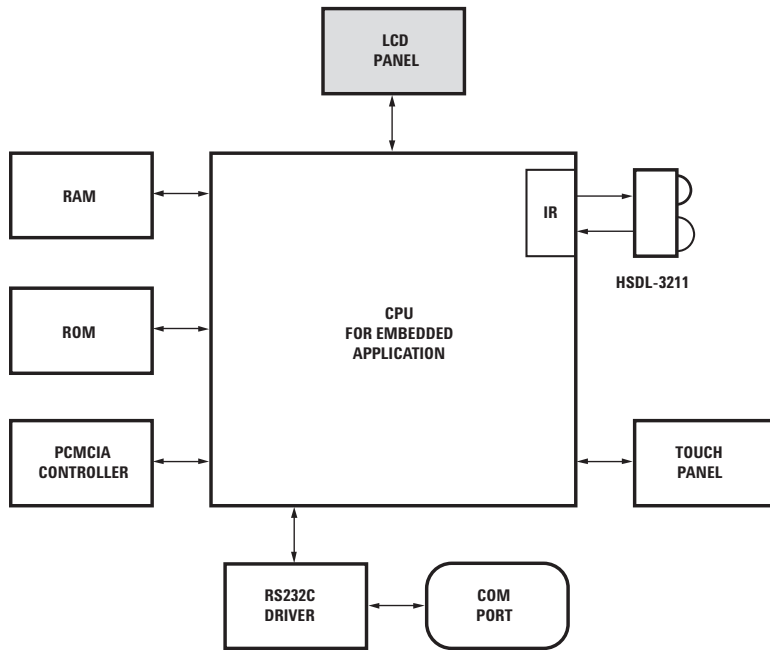 LCD
PANEL
RAM
IR
HSDL-3211
ROM
CPU
FOR EMBEDDED
APPLICATION
PCMCIA
CONTROLLER
TOUCH
PANEL
RS232C
DRIVER
COM
PORT